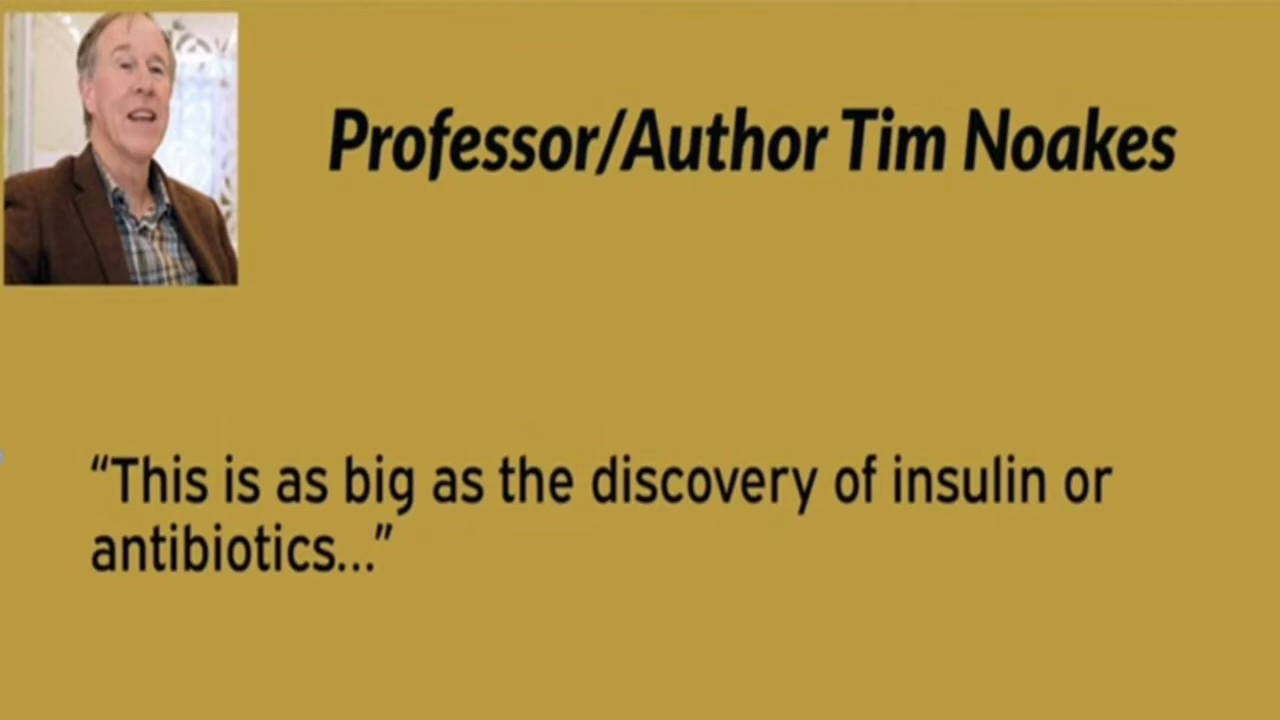 Professor/Author Tim Noakes
“This is as big as the discovery of insulin or
antibiotics...”